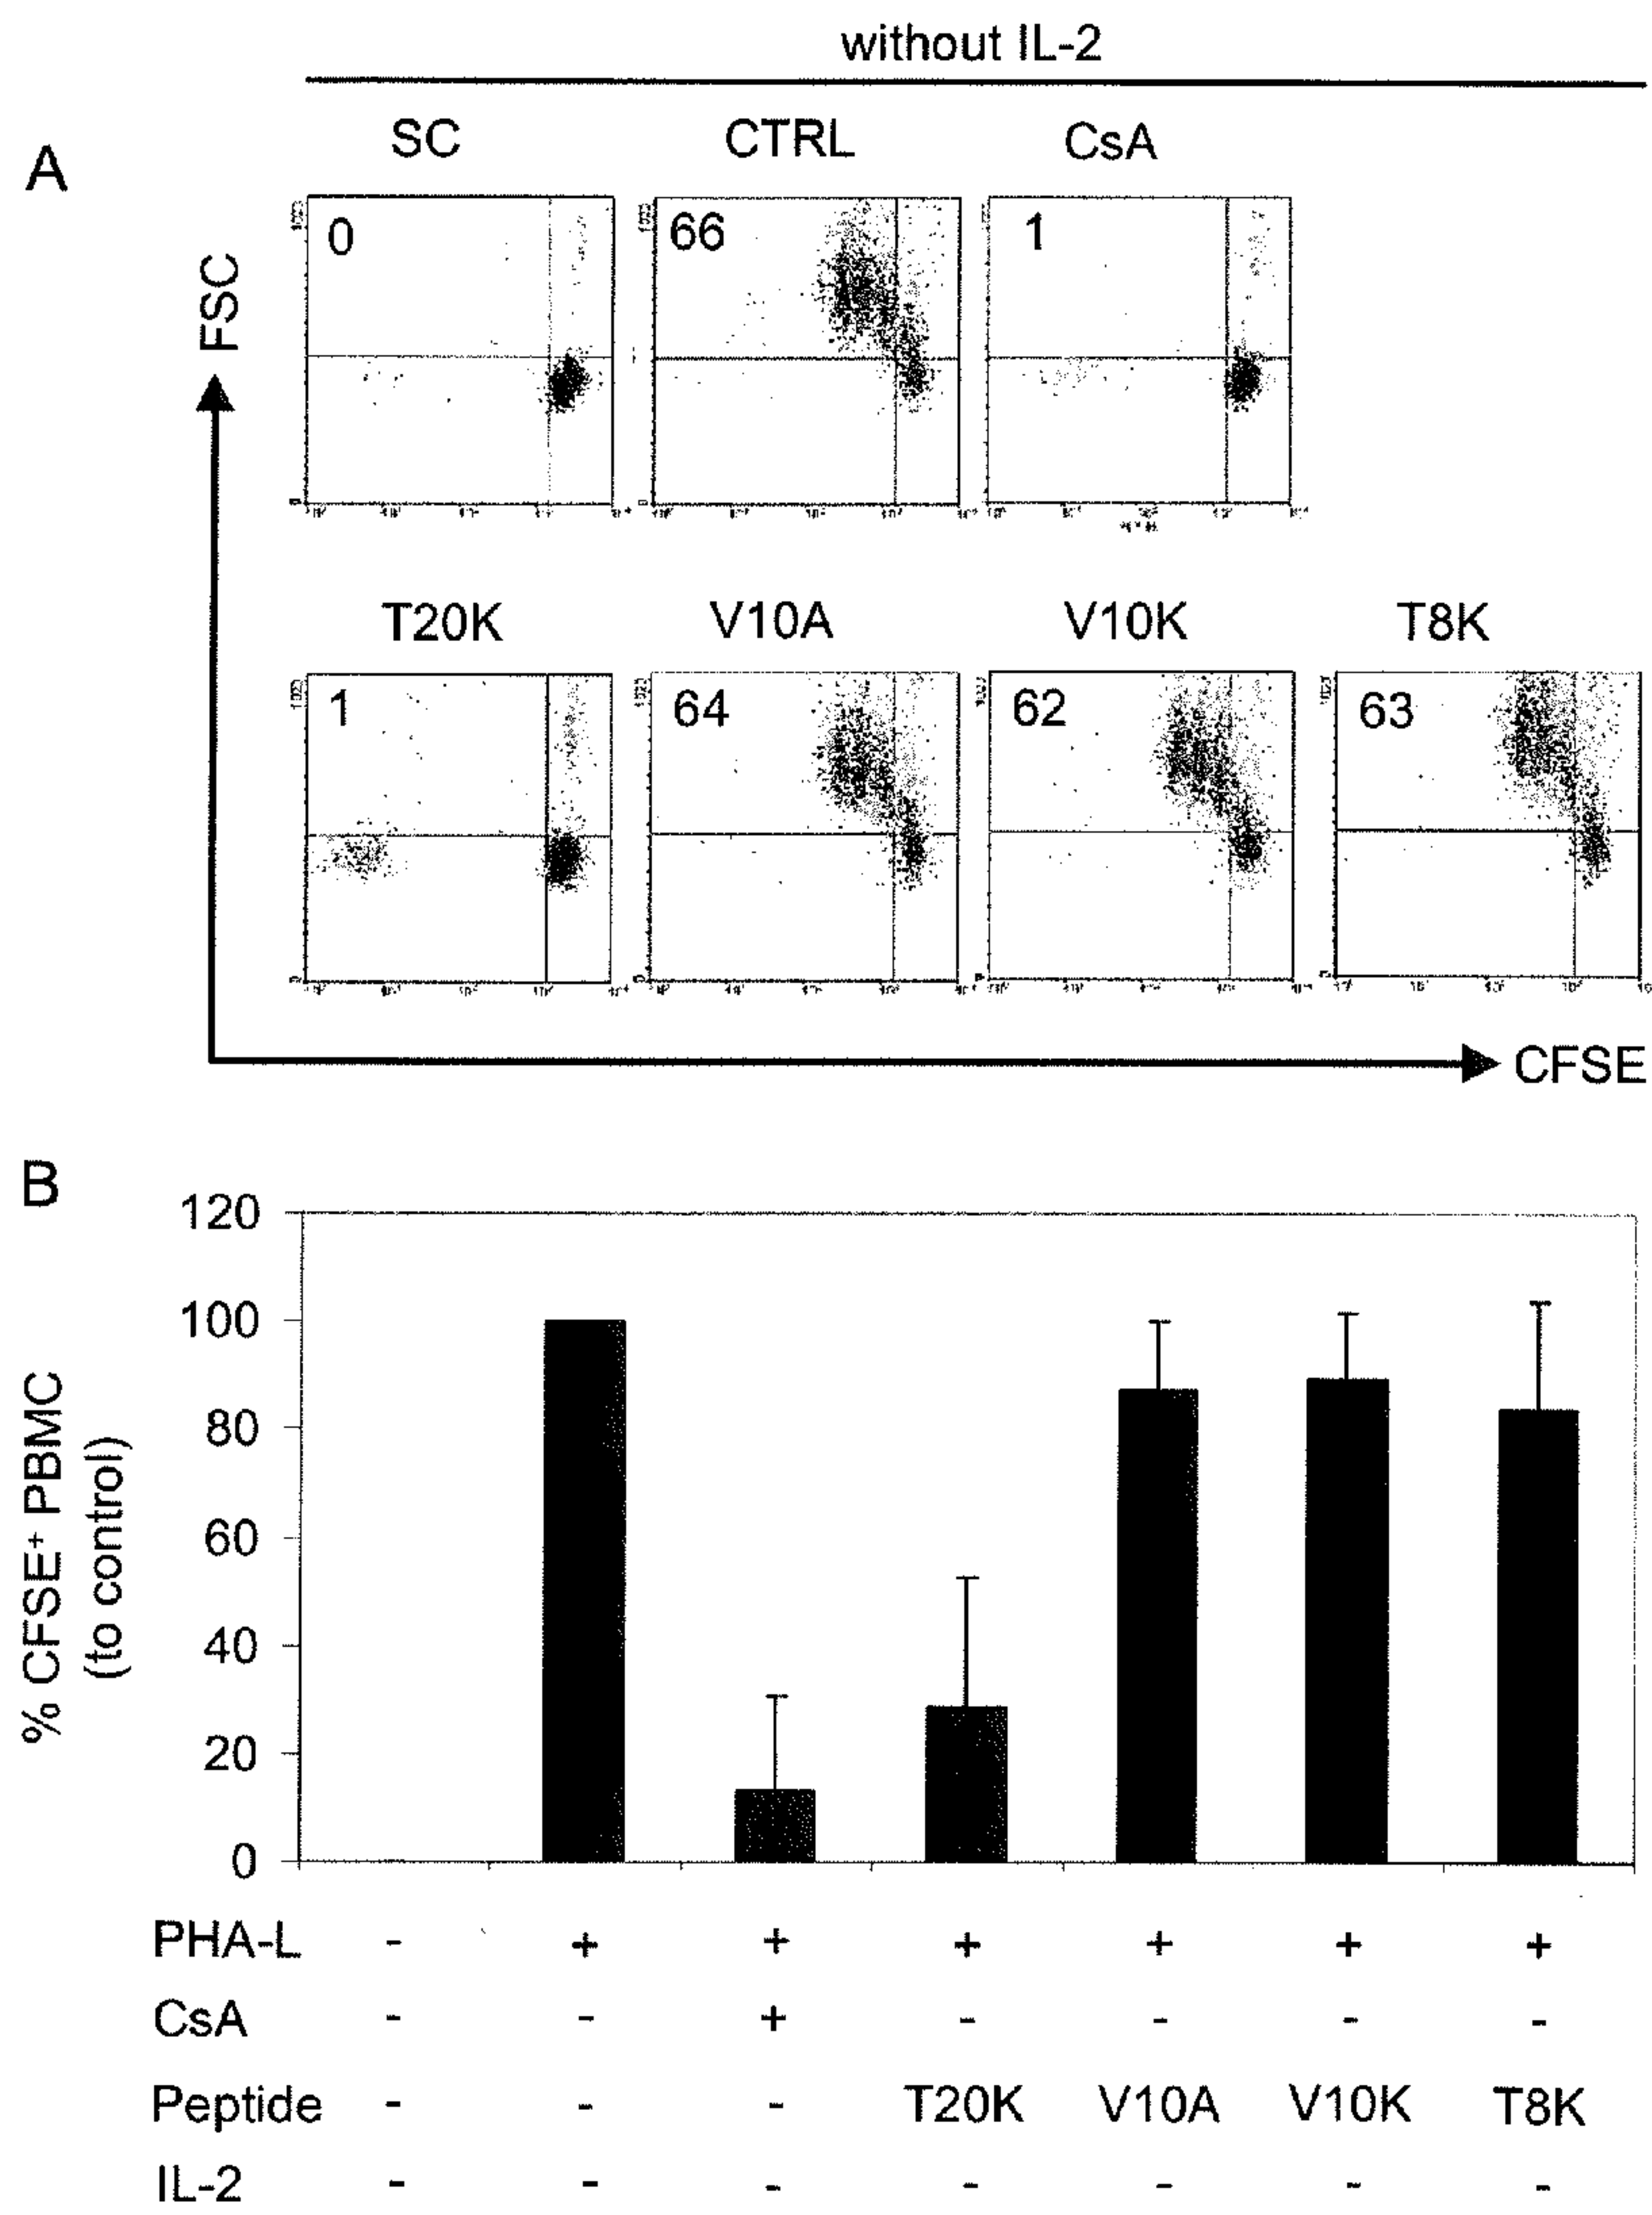 without IL-2
A
SC CTRL CsA
0 66 1
FSC
T20K V10A V10K T8K
1 64 62 63
CFSE
B
120
100
80
60
40
20
0
% CFSE+ PBMC
(to control)
PHA-L - + + + + + +
CsA - - + - - - -
Peptide - - - T20K V10A V10K T8K
IL-2 - - - - - - -